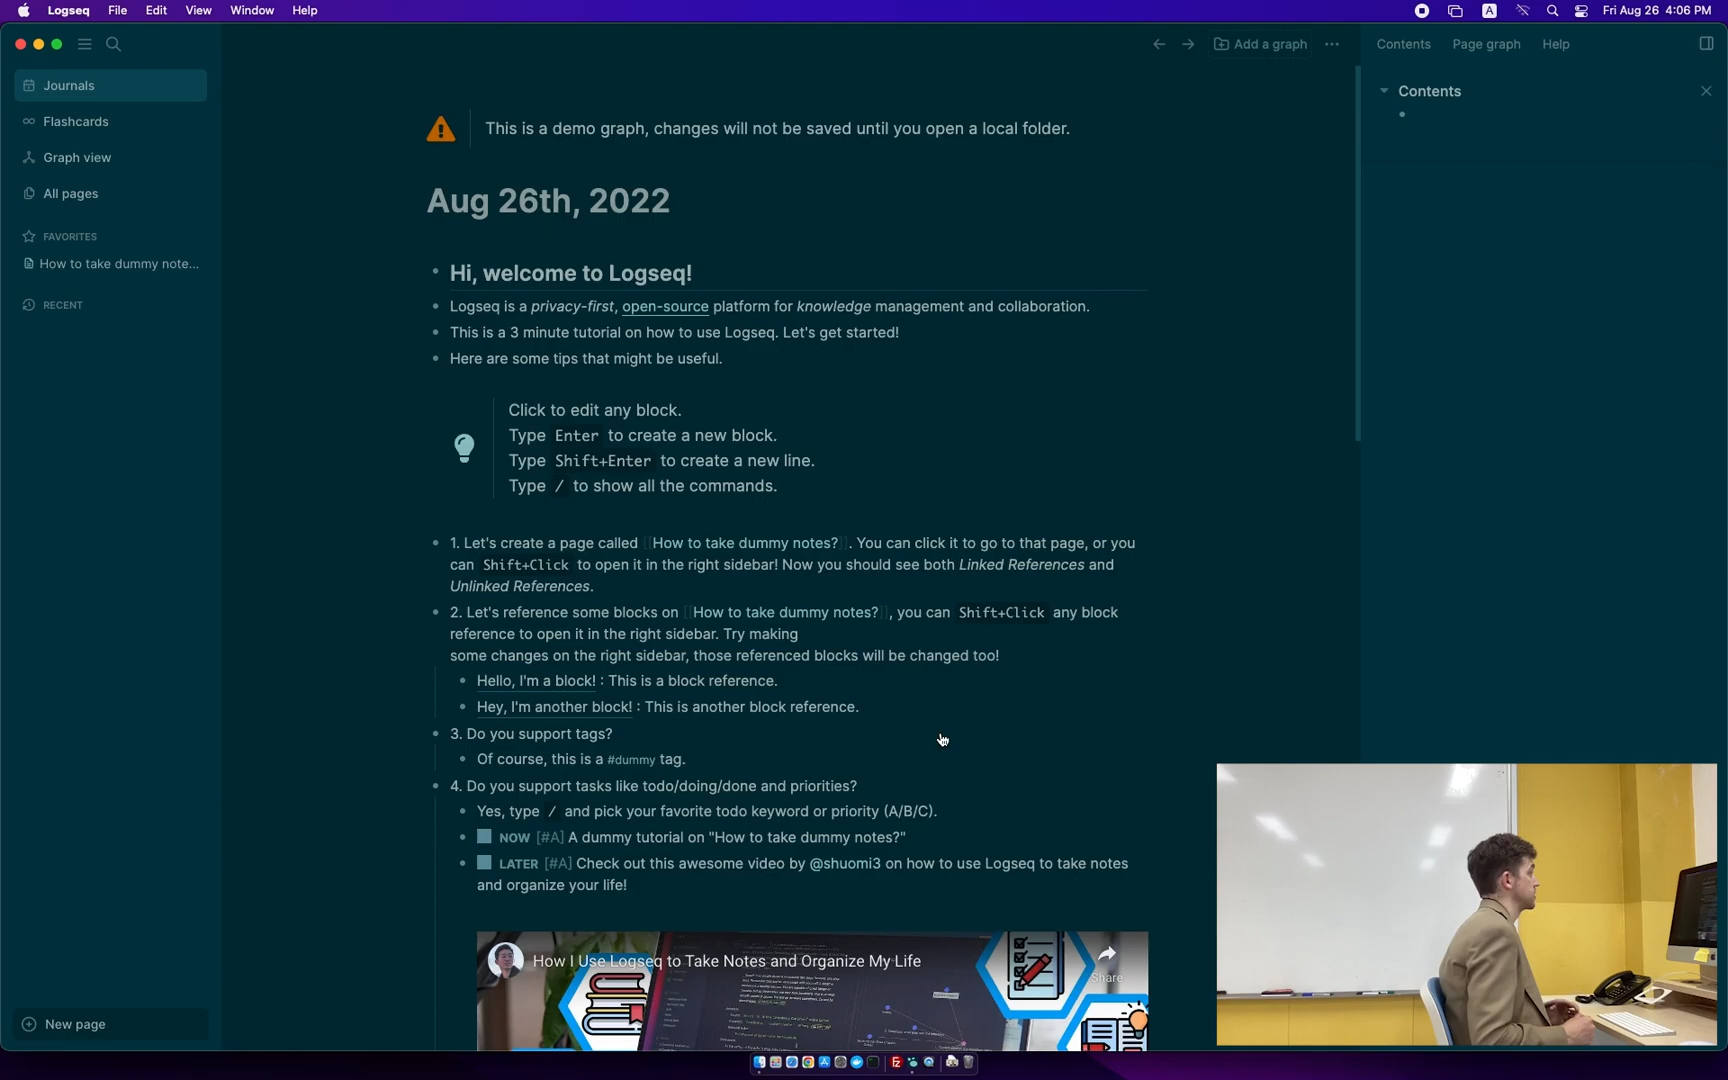 Logseq File Edit View Window Help
A Fri Aug 26 4:06 PM
Add a graph
Contents Page graph Help
Journals
Flashcards
Graph view
All pages
FAVORITES
How to take dummy note...
RECENT
New page
This is a demo graph, changes will not be saved until you open a local folder.
Aug 26th, 2022
Hi, welcome to Logseq!
Logseq is a privacy-first, open-source platform for knowledge management and collaboration.
This is a 3 minute tutorial on how to use Logseq. Let's get started!
Here are some tips that might be useful.
Click to edit any block.
Type Enter to create a new block.
Type Shift+Enter to create a new line.
Type / to show all the commands.
1. Let's create a page called [[How to take dummy notes?]]. You can click it to go to that page, or you
can Shift+Click to open it in the right sidebar! Now you should see both Linked References and
Unlinked References.
2. Let's reference some blocks on [[How to take dummy notes?]], you can Shift+Click any block
reference to open it in the right sidebar. Try making
some changes on the right sidebar, those referenced blocks will be changed too!
Hello, I'm a block! : This is a block reference.
Hey, I'm another block! : This is another block reference.
3. Do you support tags?
Of course, this is a #dummy tag.
4. Do you support tasks like todo/doing/done and priorities?
Yes, type / and pick your favorite todo keyword or priority (A/B/C).
NOW [#A] A dummy tutorial on "How to take dummy notes?"
LATER [#A] Check out this awesome video by @shuomi3 on how to use Logseq to take notes
and organize your life!
How I Use Logseq to Take Notes and Organize My Life
Share
Contents